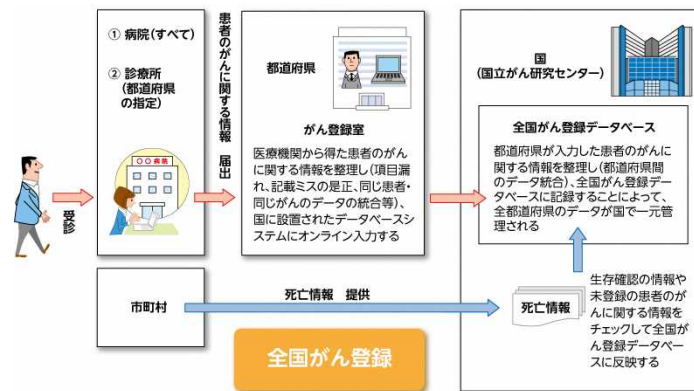 ① 病院（すべて）
② 診療所
（都道府県
の指定）
〇〇病院
受診
患者のがんに関する情報　届出
都道府県
がん登録室
医療機関から得た患者のがん
に関する情報を整理し（項目漏
れ、記載ミスの是正、同じ患者・
同じがんのデータの統合等）、
国に設置されたデータベースシ
ステムにオンライン入力する
国
（国立がん研究センター）
全国がん登録データベース
都道府県が入力した患者のがんに
関する情報を整理し（都道府県間
のデータ統合）、全国がん登録デー
タベースに記録することによって、
全都道府県のデータが国で一元管
理される
市町村
死亡情報　提供
死亡情報
生存確認の情報や
未登録の患者のが
んに関する情報を
チェックして全国が
ん登録データベー
スに反映する
全国がん登録